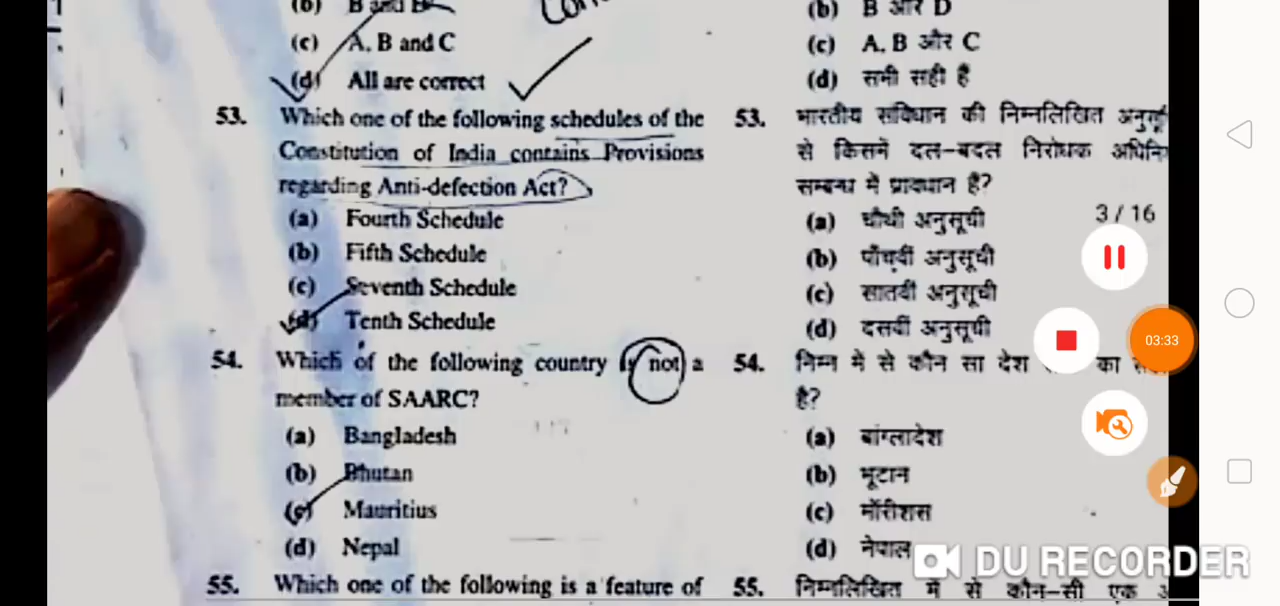 (b) B and
(c) A, B and C
(d) All are correct
53. Which one of the following schedules of the
Constitution of India contains Provisions
regarding Anti-defection Act?
(a) Fourth Schedule
(b) Fifth Schedule
(c) Seventh Schedule
(d) Tenth Schedule
54. Which of the following country is not a
member of SAARC?
(a) Bangladesh
(b) Bhutan
(c) Mauritius
(d) Nepal
55. Which one of the following is a feature of
(b) B और D
(c) A, B और C
(d) सभी सही हैं
53. भारतीय संविधान की निम्नलिखित
से किसमें दल-बदल निरोधक
सम्बन्ध में प्रावधान है?
(a) चौथी अनुसूची
(b) पाँचवीं अनुसूची
(c) सातवीं अनुसूची
(d) दसवीं अनुसूची
54. निम्न में से कौन सा देश का
है?
(a) बांग्लादेश
(b) भूटान
(c) मॉरीशस
(d) नेपाल
55. निम्नलिखित में से कौन-सी एक
3 / 16
03:33
DU RECORDER